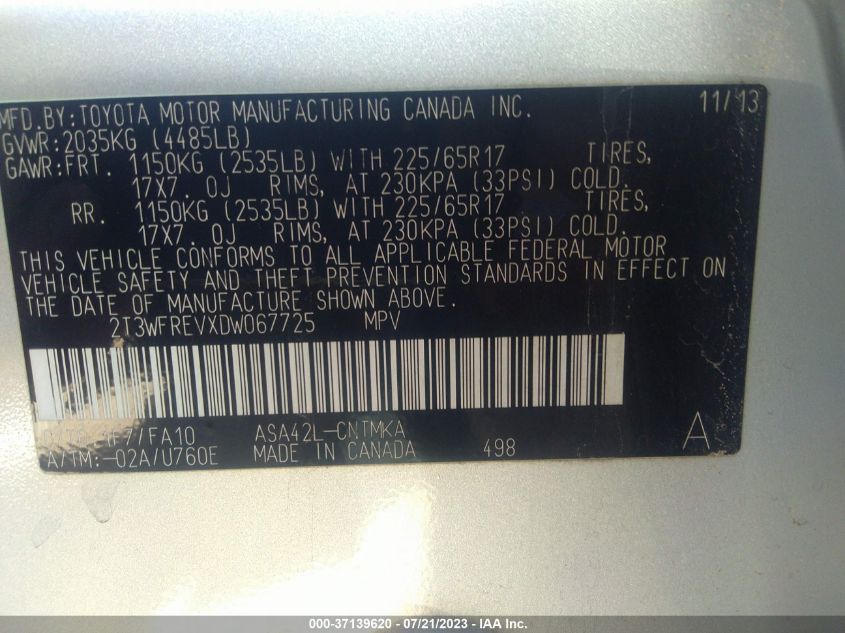 MFD.BY:TOYOTA MOTOR MANUFACTURING CANADA INC. 11/13
GVWR:2035KG (4485LB)
GAWR:FRT. 1150KG (2535LB) WITH 225/65R17 TIRES,
17X7. 0J RIMS, AT 230KPA (33PSI) COLD.
RR. 1150KG (2535LB) WITH 225/65R17 TIRES,
17X7. 0J RIMS, AT 230KPA (33PSI) COLD.
THIS VEHICLE CONFORMS TO ALL APPLICABLE FEDERAL MOTOR
VEHICLE SAFETY AND THEFT PREVENTION STANDARDS IN EFFECT ON
THE DATE OF MANUFACTURE SHOWN ABOVE.
2T3WFREVXDW067725 MPV
ASA42L-CNTMKA A
A/TM:-02A/U760E MADE IN CANADA 498
000-37139620 / 07/21/2023 - IAA Inc.